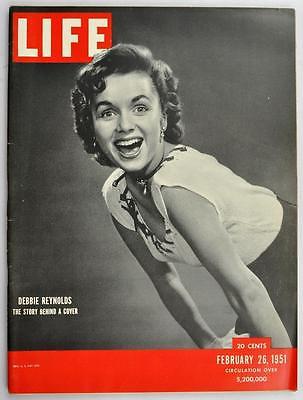 LIFE
DEBBIE REYNOLDS
THE STORY BEHIND A COVER
20 CENTS
FEBRUARY 26, 1951
CIRCULATION OVER
5,200,000